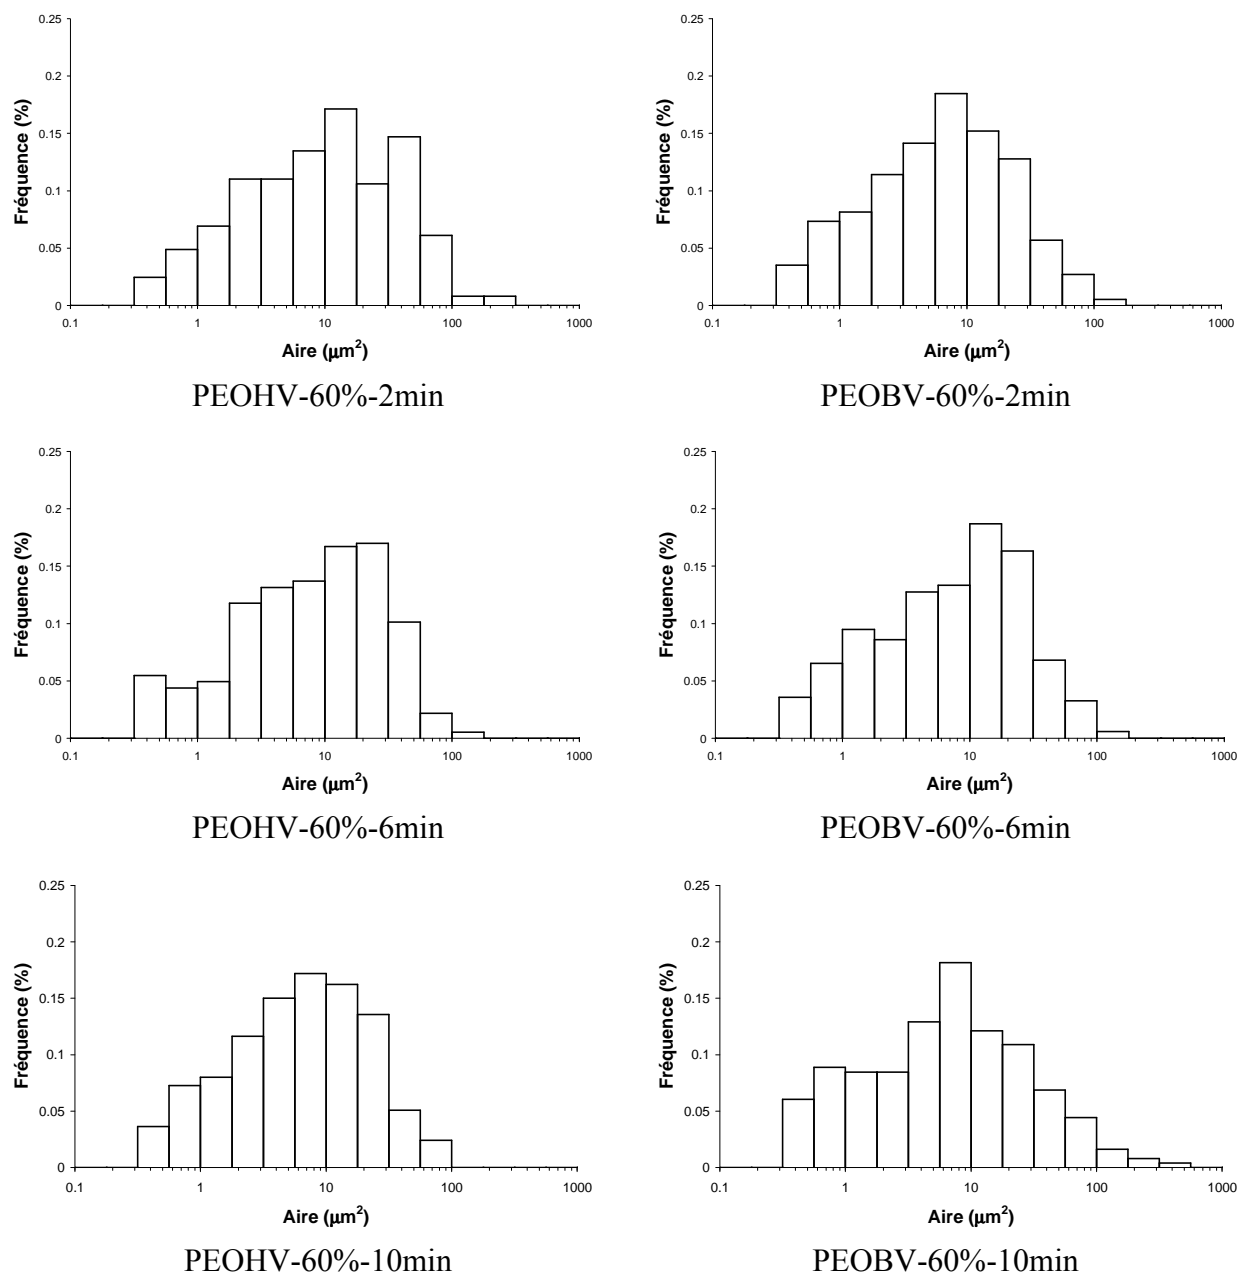 0.25
0.2
0.15
0.1
0.05
0
Fréquence (%)
0.1 1 10 100 1000
Aire (µm²)
PEOHV-60%-2min
0.25
0.2
0.15
0.1
0.05
0
Fréquence (%)
0.1 1 10 100 1000
Aire (µm²)
PEOBV-60%-2min
0.25
0.2
0.15
0.1
0.05
0
Fréquence (%)
0.1 1 10 100 1000
Aire (µm²)
PEOHV-60%-6min
0.25
0.2
0.15
0.1
0.05
0
Fréquence (%)
0.1 1 10 100 1000
Aire (µm²)
PEOBV-60%-6min
0.25
0.2
0.15
0.1
0.05
0
Fréquence (%)
0.1 1 10 100 1000
Aire (µm²)
PEOHV-60%-10min
0.25
0.2
0.15
0.1
0.05
0
Fréquence (%)
0.1 1 10 100 1000
Aire (µm²)
PEOBV-60%-10min